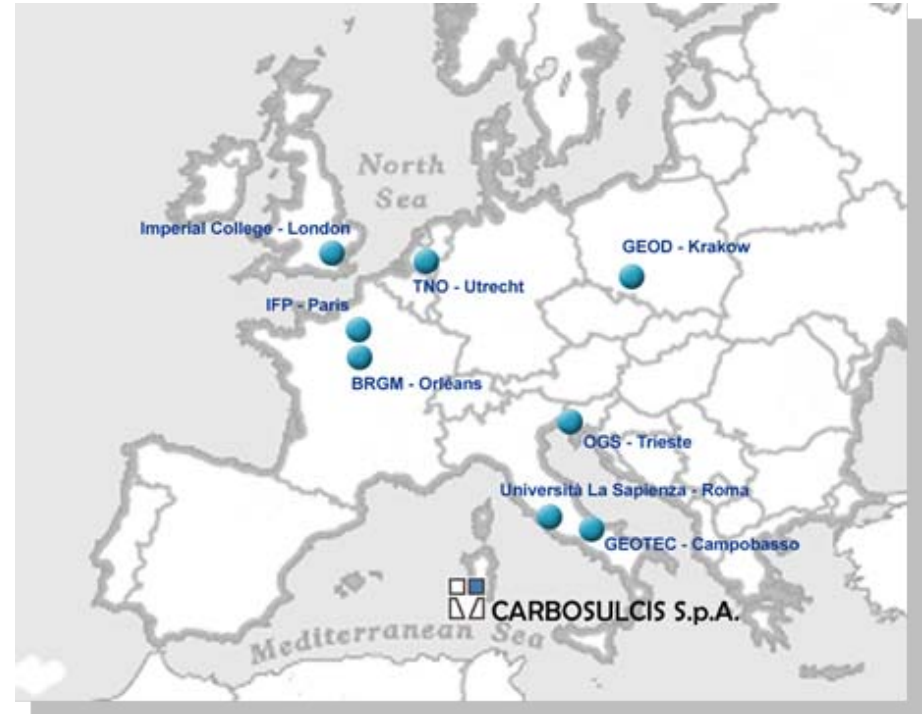 North
Sea
Imperial College - London
GEOD - Krakow
TNO - Utrecht
IFP - Paris
BRGM - Orléans
OGS - Trieste
Università La Sapienza - Roma
GEOTEC - Campobasso
CARBOSULCIS S.p.A.
Mediterranean Sea